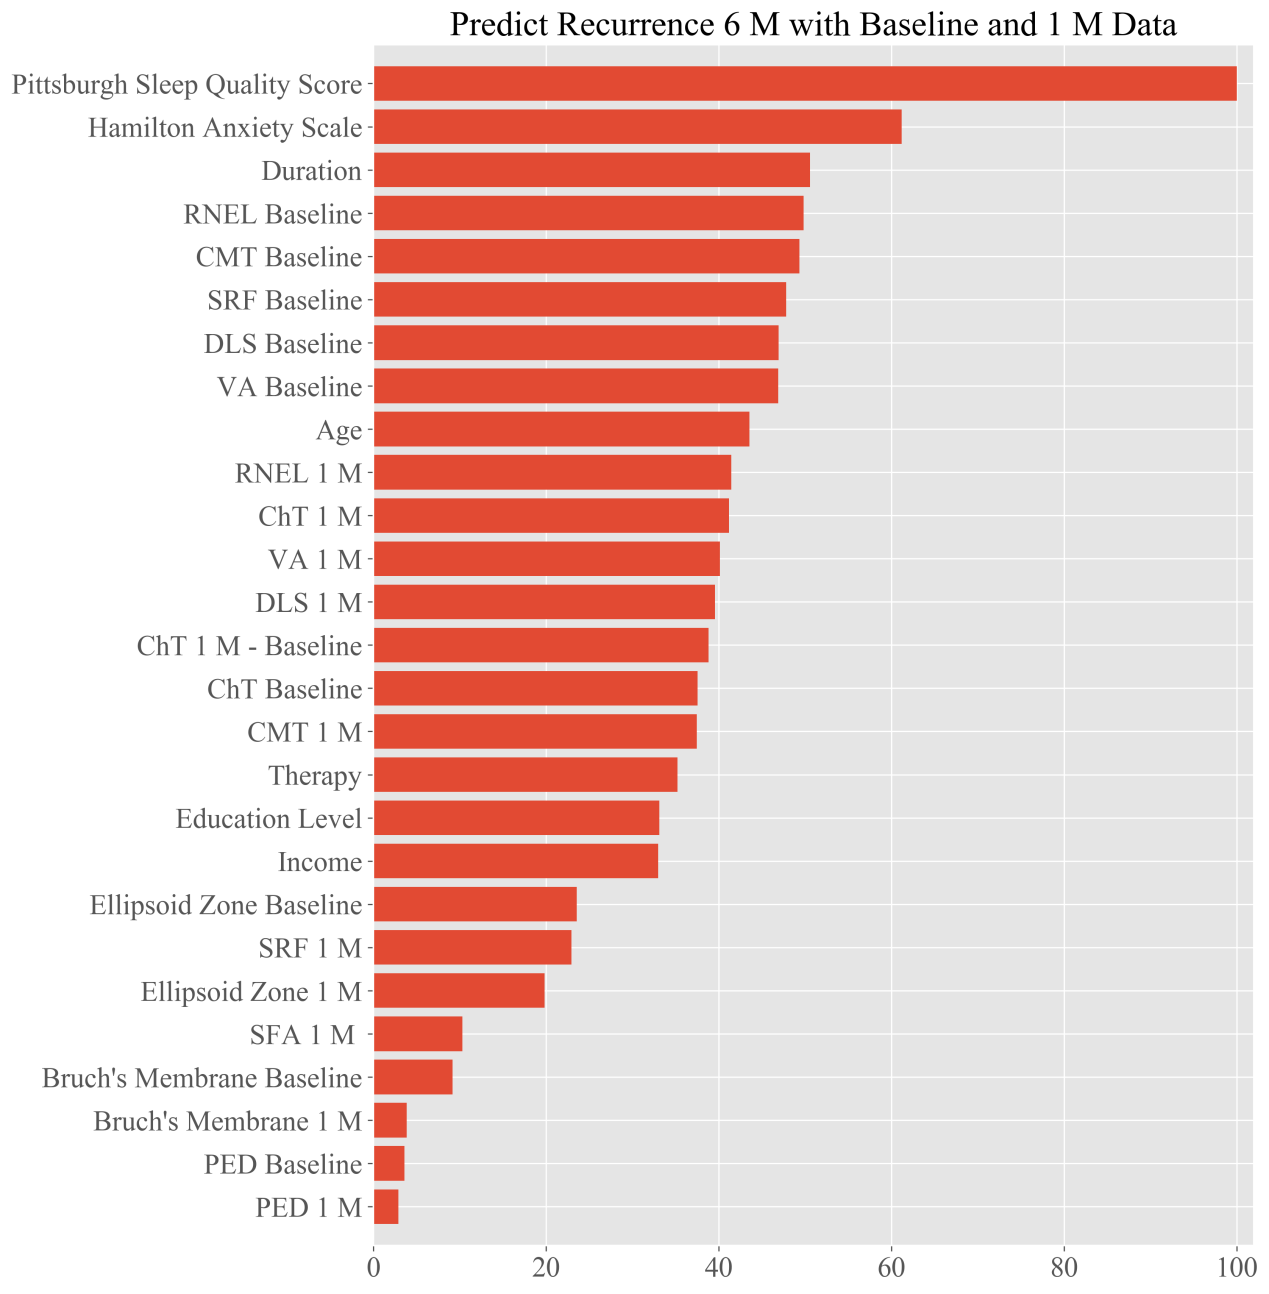 Predict Recurrence 6 M with Baseline and 1 M Data
Pittsburgh Sleep Quality Score
Hamilton Anxiety Scale
Duration
RNEL Baseline
CMT Baseline
SRF Baseline
DLS Baseline
VA Baseline
Age
RNEL 1 M
ChT 1 M
VA 1 M
DLS 1 M
ChT 1 M - Baseline
ChT Baseline
CMT 1 M
Therapy
Education Level
Income
Ellipsoid Zone Baseline
SRF 1 M
Ellipsoid Zone 1 M
SFA 1 M
Bruch's Membrane Baseline
Bruch's Membrane 1 M
PED Baseline
PED 1 M
0 20 40 60 80 100